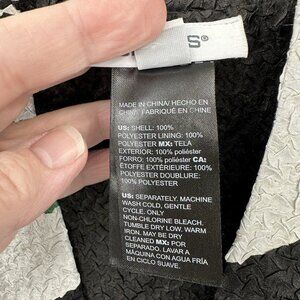 S®
MADE IN CHINA/ HECHO EN
CHINA/ FABRIQUÉ EN CHINE
US: SHELL: 100%
POLYESTER LINING: 100%
POLYESTER MX: TELA
EXTERIOR: 100% POLIÉSTER
FORRO: 100% POLIÉSTER CA:
ÉTOFFE EXTÉRIEURE: 100%
POLYESTER DOUBLURE:
100% POLYESTER
US: SEPARATELY. MACHINE
WASH COLD, GENTLE
CYCLE. ONLY
NON-CHLORINE BLEACH.
TUMBLE DRY LOW. WARM
IRON. MAY BE DRY
CLEANED MX: POR
SEPARADO. LAVAR A
MÁQUINA CON AGUA FRÍA
EN CICLO SUAVE.